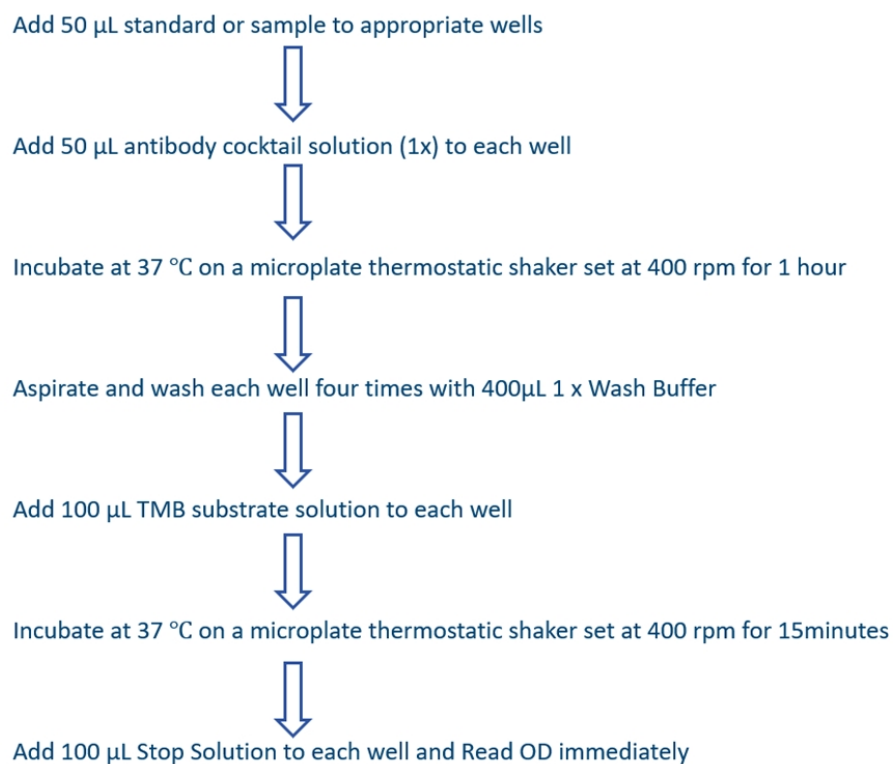 Add 50 µL standard or sample to appropriate wells
Add 50 µL antibody cocktail solution (1x) to each well
Incubate at 37 ℃ on a microplate thermostatic shaker set at 400 rpm for 1 hour
Aspirate and wash each well four times with 400µL 1 x Wash Buffer
Add 100 µL TMB substrate solution to each well
Incubate at 37 ℃ on a microplate thermostatic shaker set at 400 rpm for 15minutes
Add 100 µL Stop Solution to each well and Read OD immediately